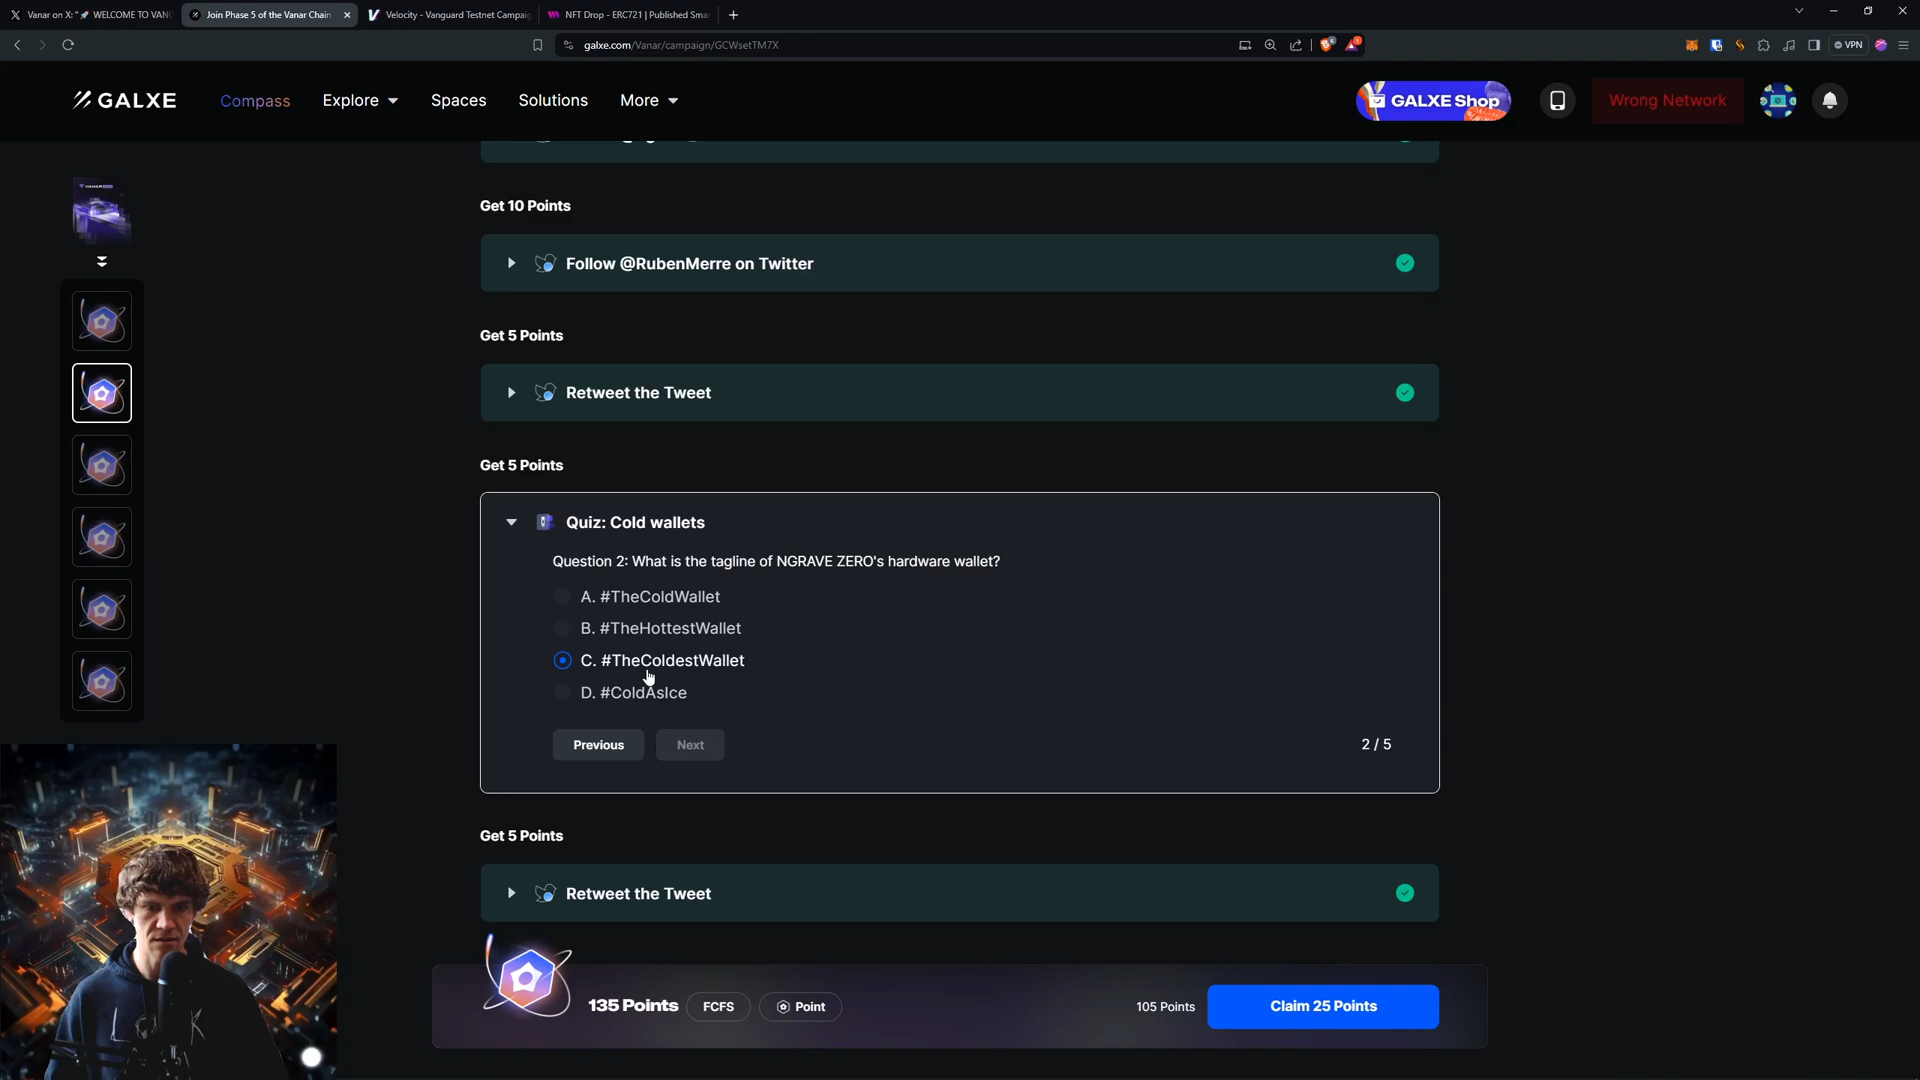 Vanar on X: "🚀 WELCOME TO VAN
Join Phase 5 of the Vanar Chain
Velocity - Vanguard Testnet Campaig
NFT Drop - ERC721 | Published Sma
galxe.com/Vanar/campaign/GCWsetTM7X
VPN
GALXE
Compass
Explore
Spaces
Solutions
More
GALXE Shop
Wrong Network
VANAR
Get 10 Points
Follow @RubenMerre on Twitter
Get 5 Points
Retweet the Tweet
Get 5 Points
Quiz: Cold wallets
Question 2: What is the tagline of NGRAVE ZERO's hardware wallet?
A. #TheColdWallet
B. #TheHottestWallet
C. #TheColdestWallet
D. #ColdAsIce
Previous
Next
2 / 5
Get 5 Points
Retweet the Tweet
135 Points
FCFS
Point
105 Points
Claim 25 Points